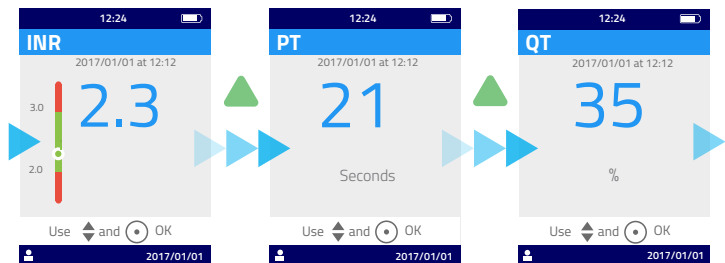 12:24
INR
2017/01/01 at 12:12
2.3
3.0
2.0
Use and OK
2017/01/01
12:24
PT
2017/01/01 at 12:12
21
Seconds
Use and OK
2017/01/01
12:24
QT
2017/01/01 at 12:12
35
%
Use and OK
2017/01/01